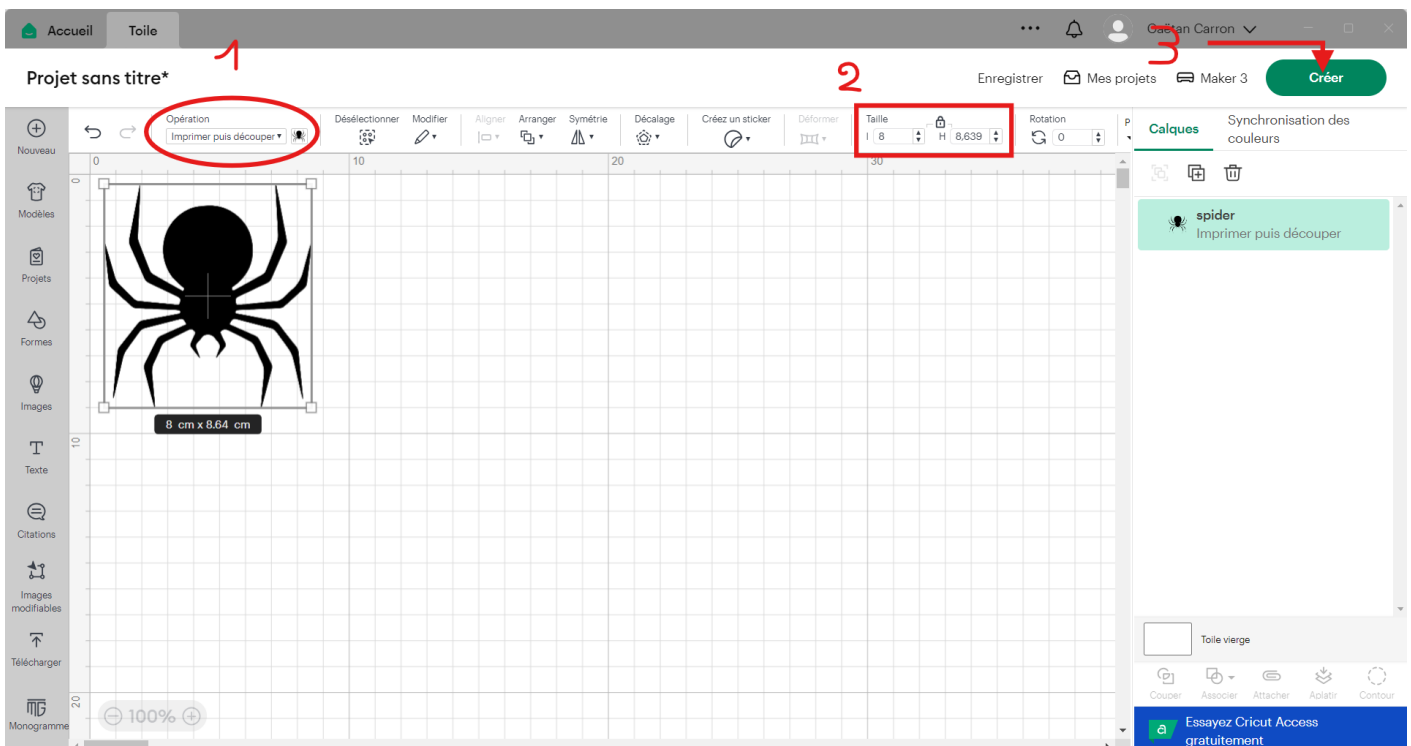 Accueil
Toile
Gaëtan Carron
1
2
3
Projet sans titre*
Enregistrer
Mes projets
Maker 3
Créer
Nouveau
Opération
Imprimer puis découper
Désélectionner
Modifier
Aligner
Arranger
Symétrie
Décalage
Créez un sticker
Déformer
Taille
l 8
H 8,639
Rotation
0
P
Calques
Synchronisation des
couleurs
0
10
20
30
0
10
20
Modèles
Projets
Formes
Images
Texte
Citations
Images
modifiables
Télécharger
Monogramme
8 cm x 8.64 cm
100%
spider
Imprimer puis découper
Toile vierge
Couper
Associer
Attacher
Aplatir
Contour
a
Essayez Cricut Access
gratuitement